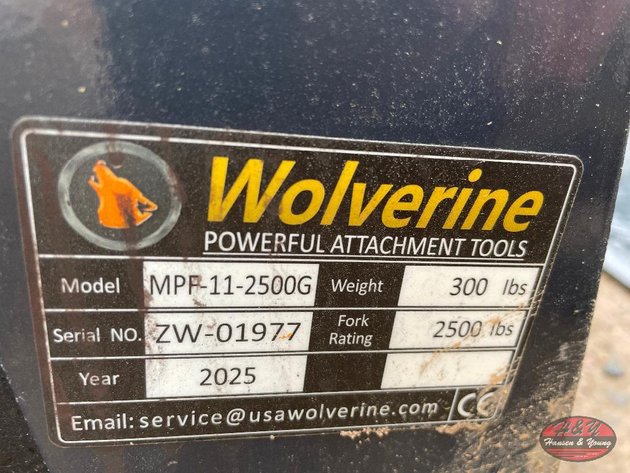 Wolverine
POWERFUL ATTACHMENT TOOLS
Model MPF-11-2500G Weight 300 lbs
Serial NO. ZW-01977 Fork Rating 2500 lbs
Year 2025
Email: service@usawolverine.com CE
H&Y
Hansen & Young